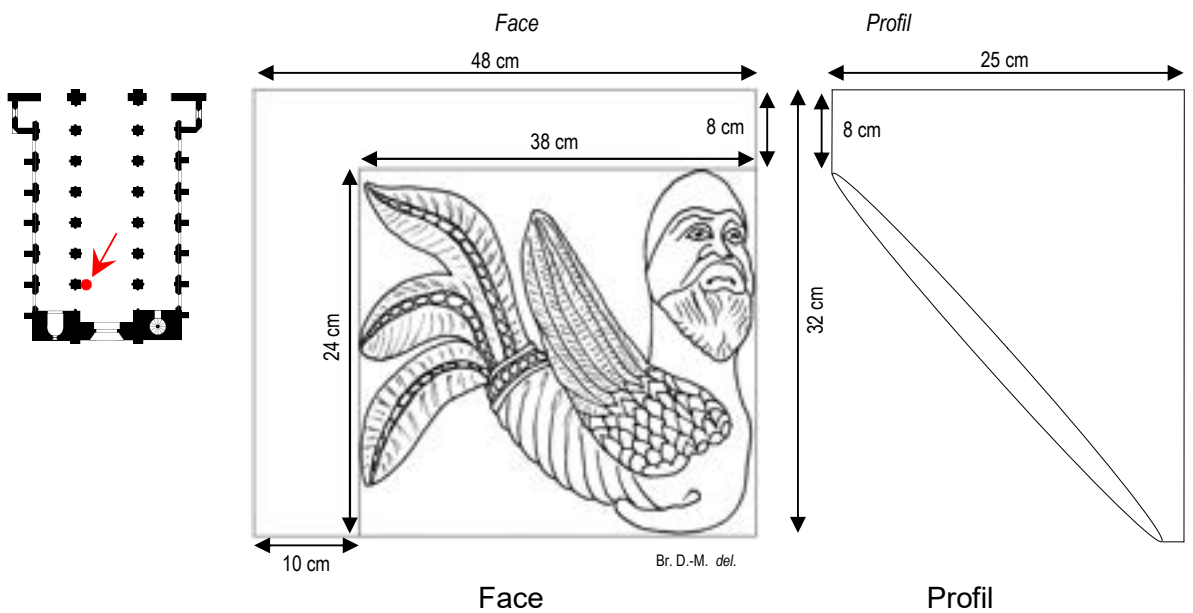 Face
Profil
48 cm
25 cm
8 cm
8 cm
38 cm
24 cm
32 cm
10 cm
Br. D.-M. del.
Face
Profil